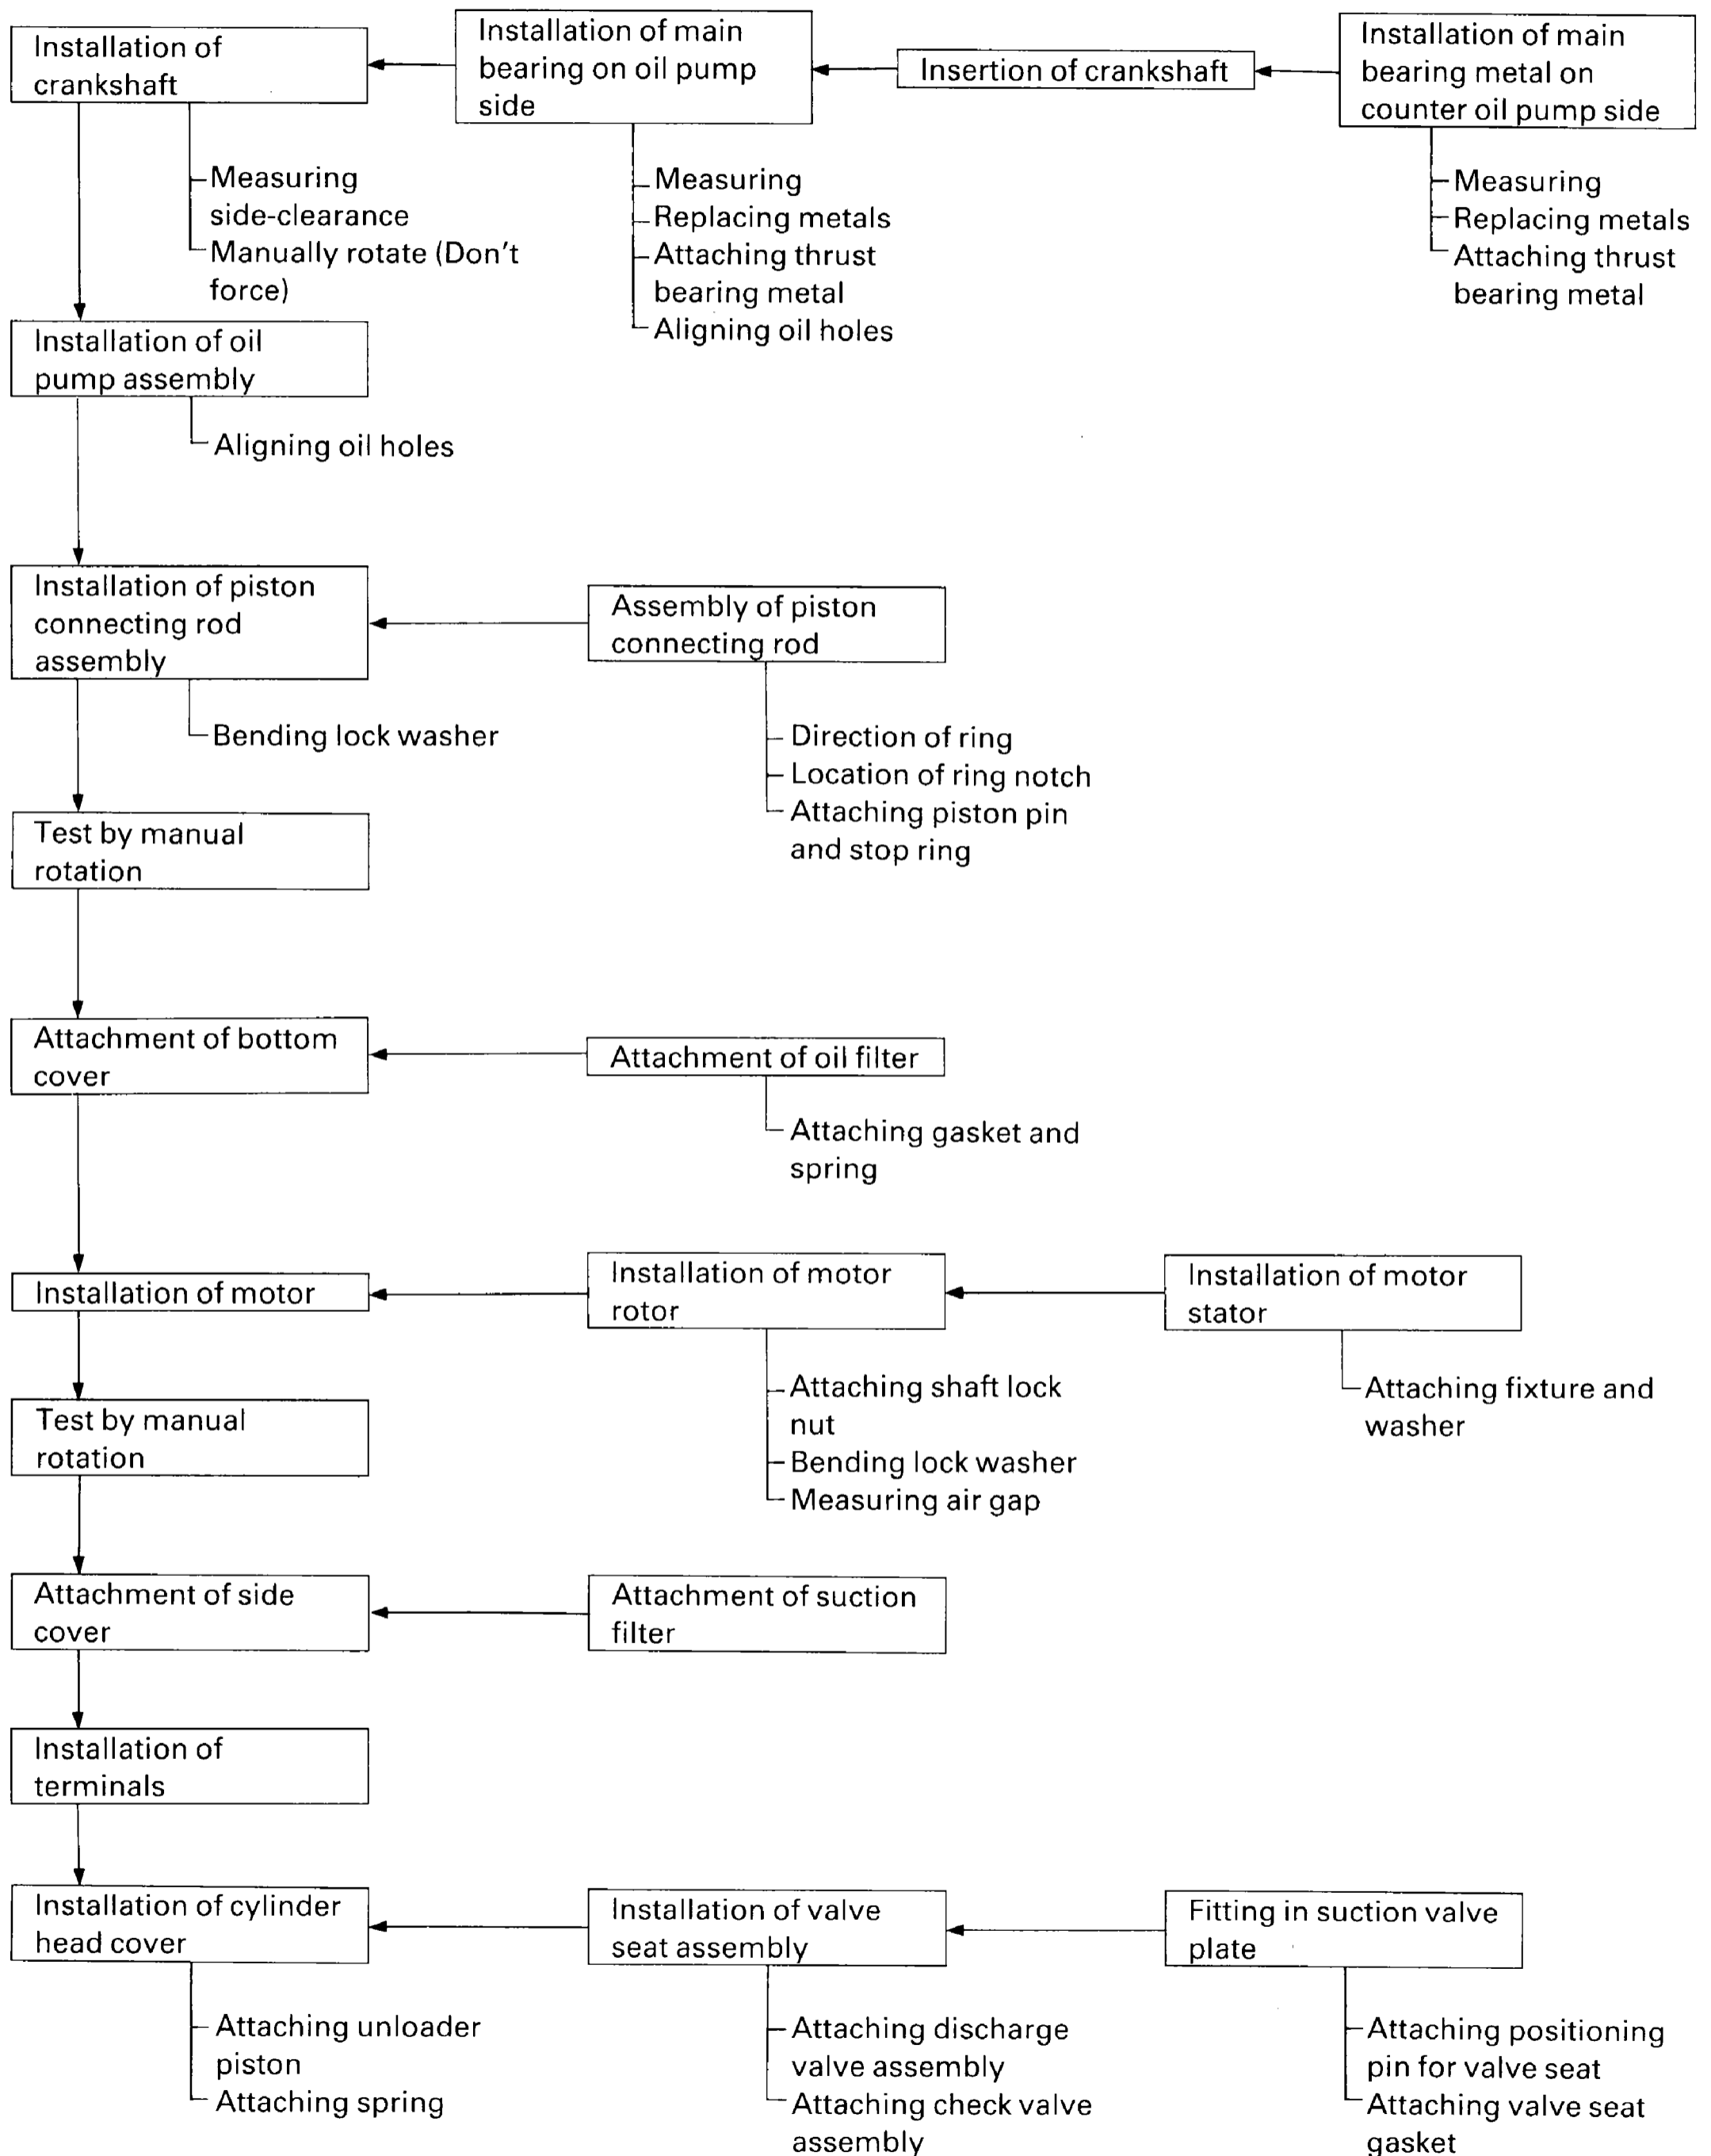 Installation of
crankshaft
Installation of main
bearing on oil pump
side
Insertion of crankshaft
Installation of main
bearing metal on
counter oil pump side
Measuring
side-clearance
Manually rotate (Don't
force)
Measuring
Replacing metals
Attaching thrust
bearing metal
Aligning oil holes
Measuring
Replacing metals
Attaching thrust
bearing metal
Installation of oil
pump assembly
Aligning oil holes
Installation of piston
connecting rod
assembly
Assembly of piston
connecting rod
Bending lock washer
Direction of ring
Location of ring notch
Attaching piston pin
and stop ring
Test by manual
rotation
Attachment of bottom
cover
Attachment of oil filter
Attaching gasket and
spring
Installation of motor
Installation of motor
rotor
Installation of motor
stator
Attaching shaft lock
nut
Bending lock washer
Measuring air gap
Attaching fixture and
washer
Test by manual
rotation
Attachment of side
cover
Attachment of suction
filter
Installation of
terminals
Installation of cylinder
head cover
Installation of valve
seat assembly
Fitting in suction valve
plate
Attaching unloader
piston
Attaching spring
Attaching discharge
valve assembly
Attaching check valve
assembly
Attaching positioning
pin for valve seat
Attaching valve seat
gasket